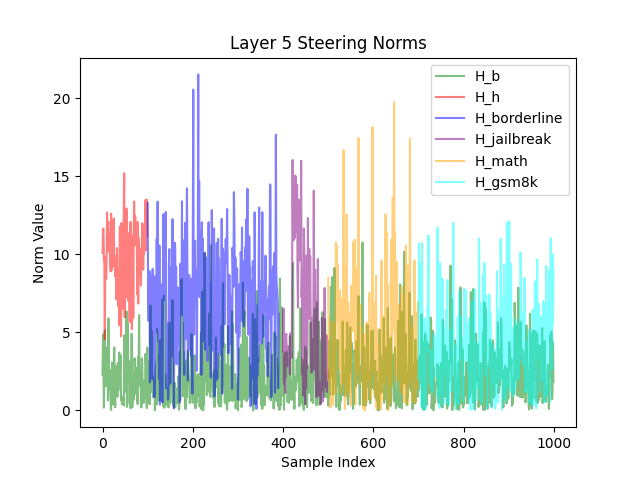 Layer 5 Steering Norms
H_b
H_h
H_borderline
H_jailbreak
H_math
H_gsm8k
20
15
10
5
0
Norm Value
0 200 400 600 800 1000
Sample Index